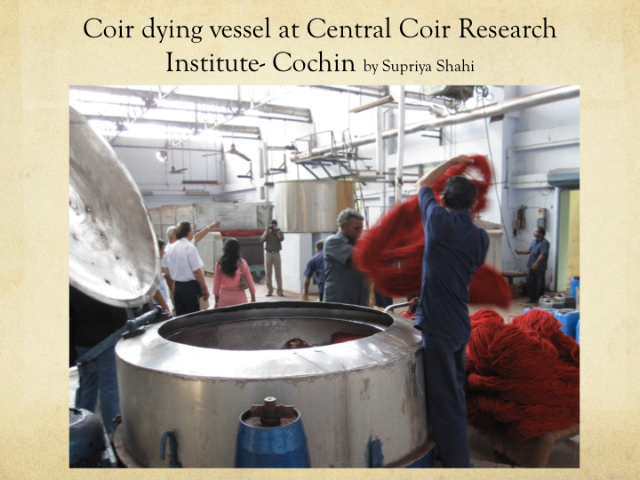 Coir dying vessel at Central Coir Research
Institute- Cochin by Supriya Shahi